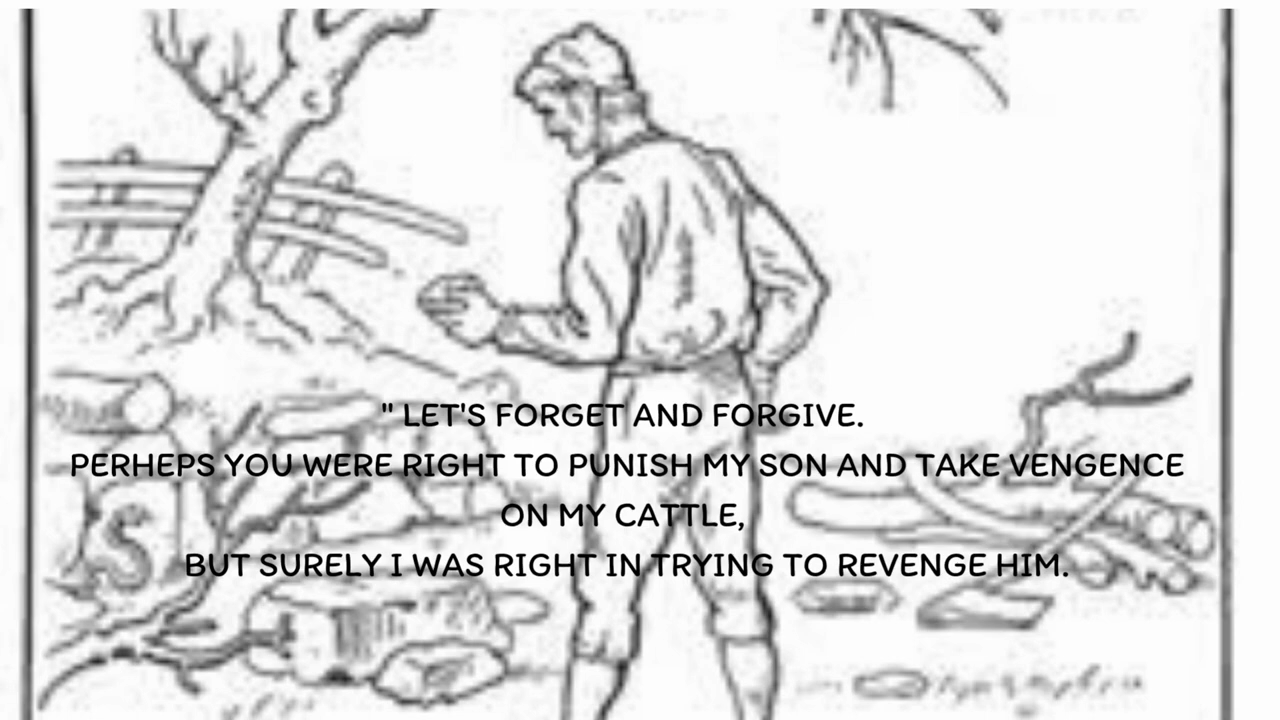 " LET'S FORGET AND FORGIVE.
PERHEPS YOU WERE RIGHT TO PUNISH MY SON AND TAKE VENGENCE
ON MY CATTLE,
BUT SURELY I WAS RIGHT IN TRYING TO REVENGE HIM.